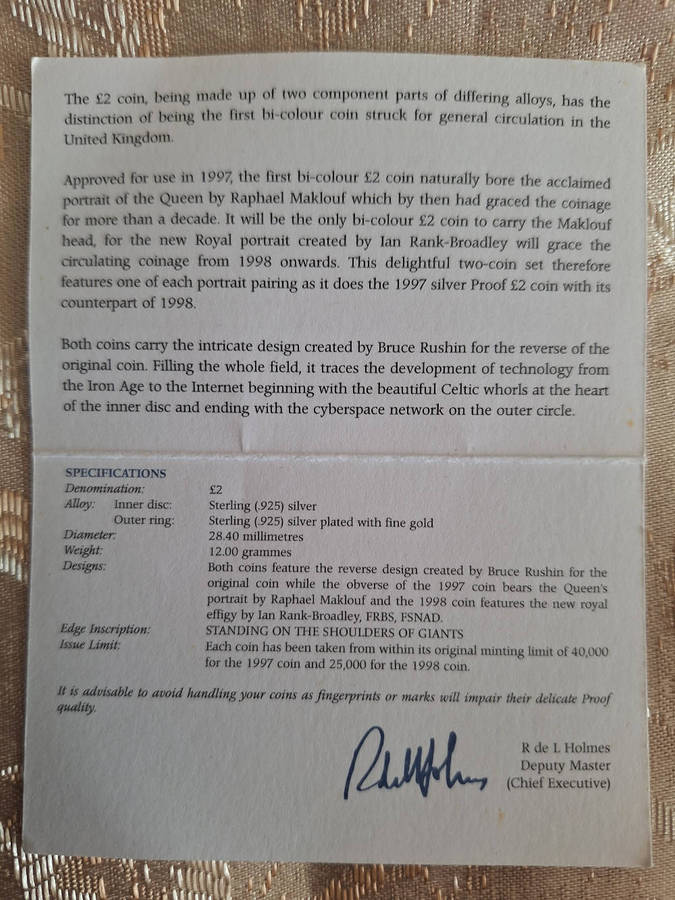 The £2 coin, being made up of two component parts of differing alloys, has the
distinction of being the first bi-colour coin struck for general circulation in the
United Kingdom.
Approved for use in 1997, the first bi-colour £2 coin naturally bore the acclaimed
portrait of the Queen by Raphael Maklouf which by then had graced the coinage
for more than a decade. It will be the only bi-colour £2 coin to carry the Maklouf
head, for the new Royal portrait created by Ian Rank-Broadley will grace the
circulating coinage from 1998 onwards. This delightful two-coin set therefore
features one of each portrait pairing as it does the 1997 silver Proof £2 coin with its
counterpart of 1998.
Both coins carry the intricate design created by Bruce Rushin for the reverse of the
original coin. Filling the whole field, it traces the development of technology from
the Iron Age to the Internet beginning with the beautiful Celtic whorls at the heart
of the inner disc and ending with the cyberspace network on the outer circle.
SPECIFICATIONS
Denomination: £2
Alloy: Inner disc: Sterling (.925) silver
Outer ring: Sterling (.925) silver plated with fine gold
Diameter: 28.40 millimetres
Weight: 12.00 grammes
Designs: Both coins feature the reverse design created by Bruce Rushin for the
original coin while the obverse of the 1997 coin bears the Queen's
portrait by Raphael Maklouf and the 1998 coin features the new royal
effigy by Ian Rank-Broadley, FRBS, FSNAD.
Edge Inscription: STANDING ON THE SHOULDERS OF GIANTS
Issue Limit: Each coin has been taken from within its original minting limit of 40,000
for the 1997 coin and 25,000 for the 1998 coin.
It is advisable to avoid handling your coins as fingerprints or marks will impair their delicate Proof
quality.
R de L Holmes
Deputy Master
(Chief Executive)